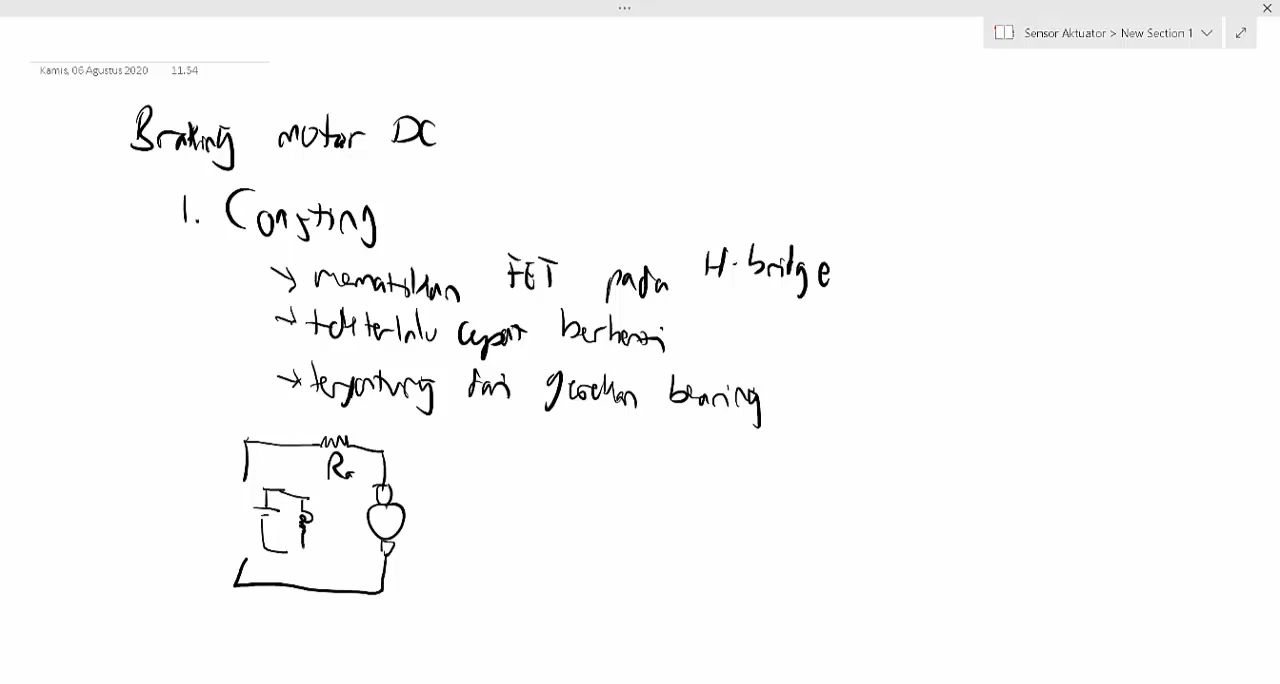 Sensor Aktuator > New Section 1
Kamis, 06 Agustus 2020 11.54
Braking motor DC
1. Coasting
→ mematikan FET pada H-bridge
→ tdk terlalu cepat berhenti
→ tergantung dari gesekan bearing
Ra